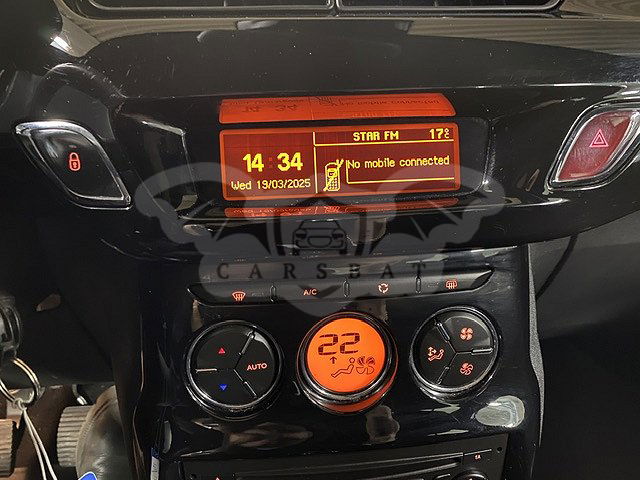 STAR FM 17°C
14:34
No mobile connected
Wed 19/03/2025
CARSBAT
A/C
AUTO
22